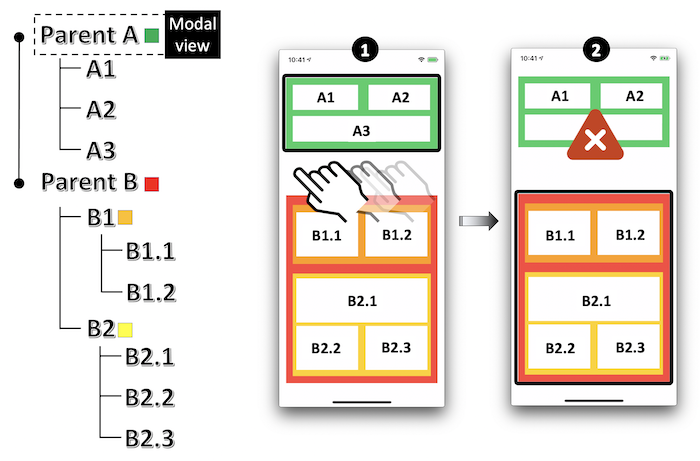 Parent A
Modal
view
A1
A2
A3
Parent B
B1
B1.1
B1.2
B2
B2.1
B2.2
B2.3
1
10:41
A1 A2
A3
B1.1 B1.2
B2.1
B2.2 B2.3
2
10:41
A1 A2
B1.1 B1.2
B2.1
B2.2 B2.3